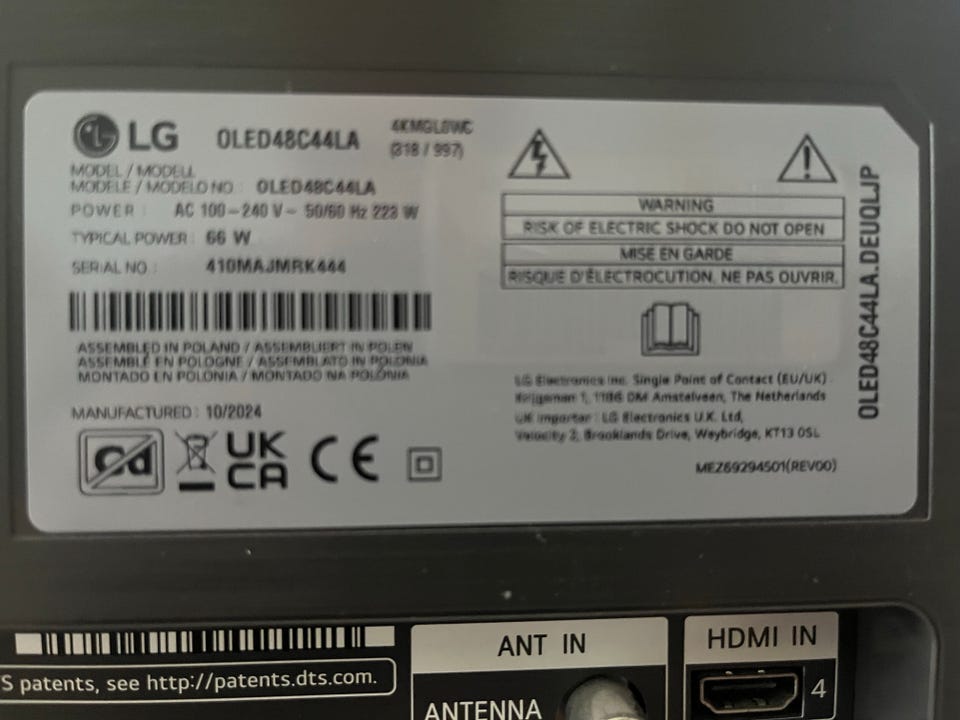 LG OLED48C44LA
(318 / 997)
MODEL / MODELL
MODÈLE / MODELO NO : OLED48C44LA
POWER : AC 100-240 V~ 50/60 Hz 223 W
TYPICAL POWER : 66 W
SERIAL NO : 410MAJMRK444
ASSEMBLED IN POLAND / ASSEMBLIERT IN POLEN
ASSEMBLÉ EN POLOGNE / ASSEMBLATO IN POLONIA
MONTADO EN POLONIA / MONTADO NA POLÓNIA
MANUFACTURED : 10/2024
Cd
UK
CA
CE
WARNING
RISK OF ELECTRIC SHOCK DO NOT OPEN
MISE EN GARDE
RISQUE D'ÉLECTROCUTION. NE PAS OUVRIR.
LG Electronics Inc. Single Point of Contact (EU/UK) :
Krijgsman 1, 1186 DM Amstelveen, The Netherlands
UK Importer : LG Electronics U.K. Ltd,
Velocity 2, Brooklands Drive, Weybridge, KT13 0SL
MEZ69294501(REV00)
OLED48C44LA.DEUQLJP
S patents, see http://patents.dts.com.
ANT IN
ANTENNA
HDMI IN
4